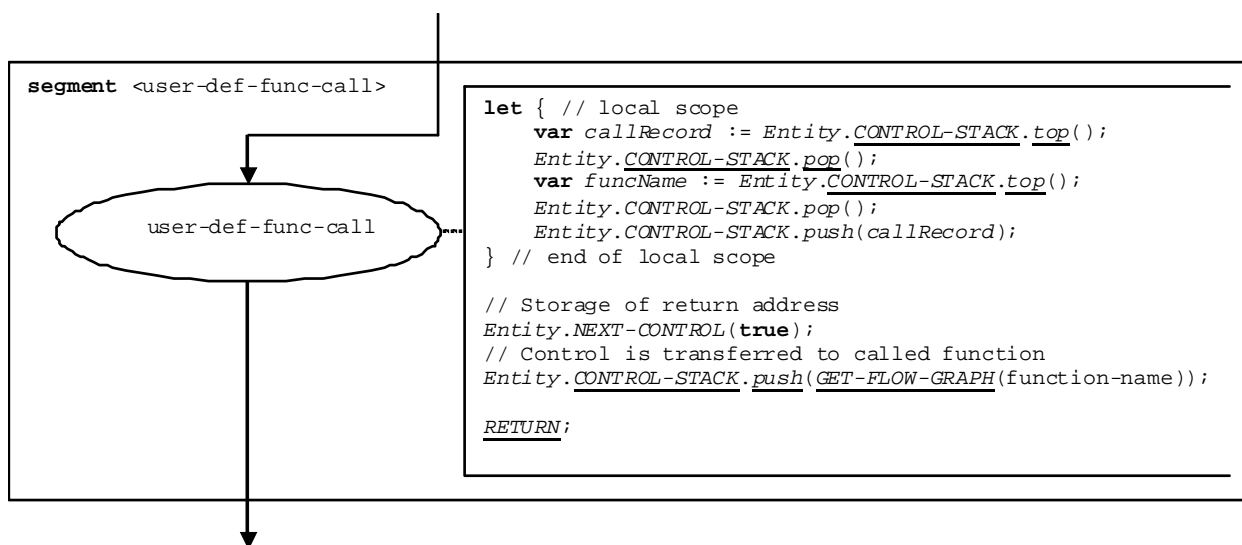 segment <user-def-func-call>
user-def-func-call
let { // local scope
var callRecord := Entity.CONTROL-STACK.top();
Entity.CONTROL-STACK.pop();
var funcName := Entity.CONTROL-STACK.top();
Entity.CONTROL-STACK.pop();
Entity.CONTROL-STACK.push(callRecord);
} // end of local scope
// Storage of return address
Entity.NEXT-CONTROL(true);
// Control is transferred to called function
Entity.CONTROL-STACK.push(GET-FLOW-GRAPH(function-name));
RETURN;